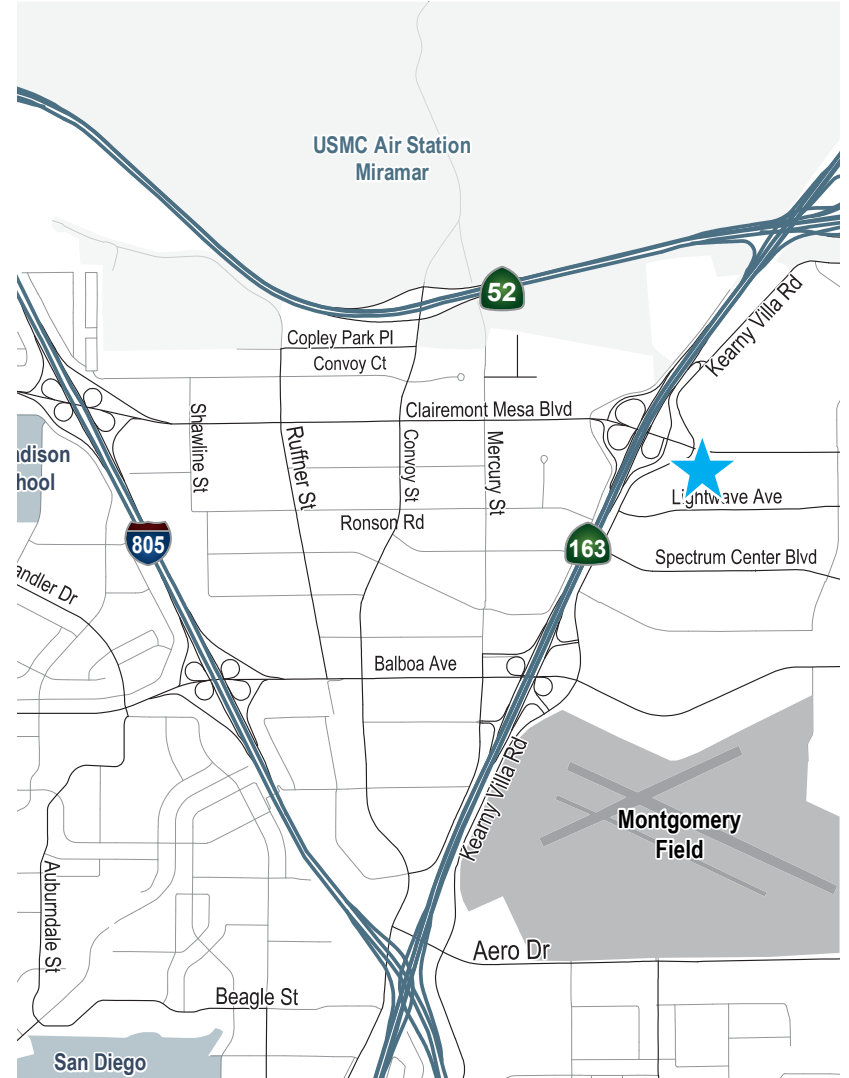 USMC Air Station
Miramar
52
Kearny Villa Rd
Copley Park Pl
Convoy Ct
Clairemont Mesa Blvd
Shawline St
Ruffner St
Convoy St
Mercury St
adison
hool
Lightwave Ave
Ronson Rd
805
163
Spectrum Center Blvd
andler Dr
Balboa Ave
Kearny Villa Rd
Montgomery
Field
Auburndale St
Aero Dr
Beagle St
San Diego